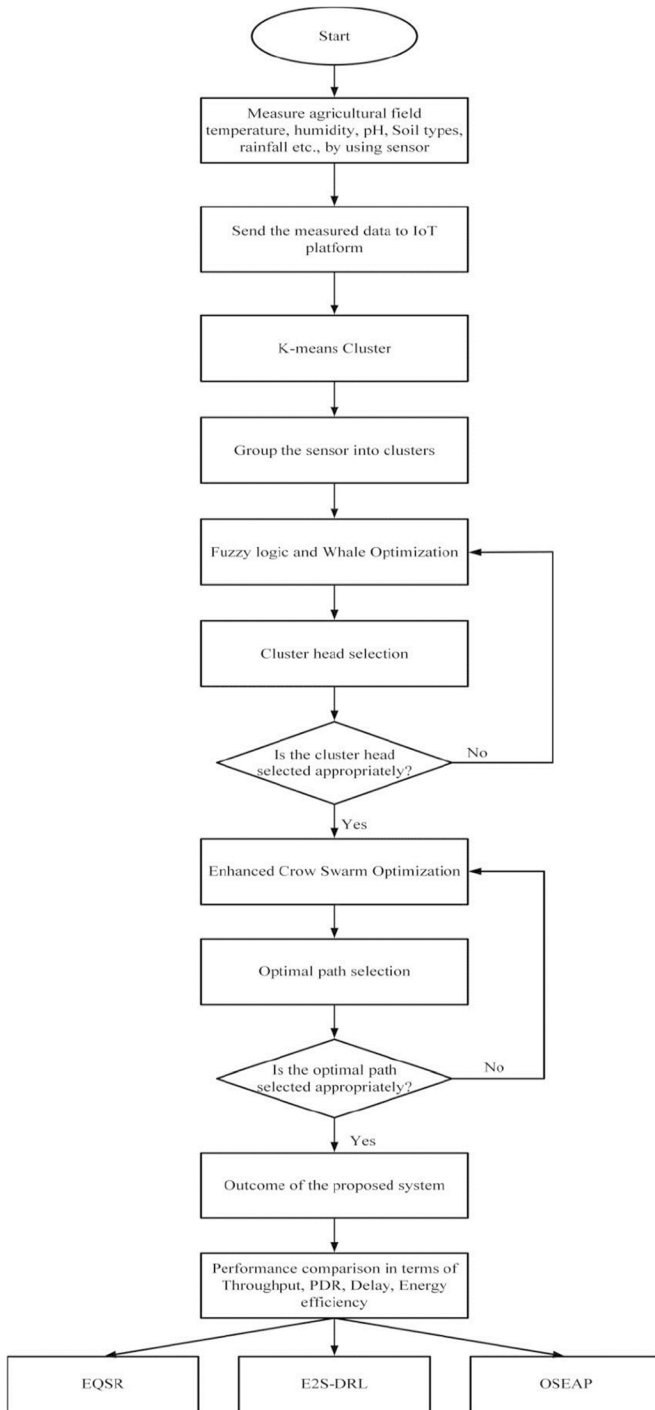 Start
Measure agricultural field
temperature, humidity, pH, Soil types,
rainfall etc., by using sensor
Send the measured data to IoT
platform
K-means Cluster
Group the sensor into clusters
Fuzzy logic and Whale Optimization
Cluster head selection
Is the cluster head
selected appropriately?
No
Yes
Enhanced Crow Swarm Optimization
Optimal path selection
Is the optimal path
selected appropriately?
No
Yes
Outcome of the proposed system
Performance comparison in terms of
Throughput, PDR, Delay, Energy
efficiency
EQSR
E2S-DRL
OSEAP